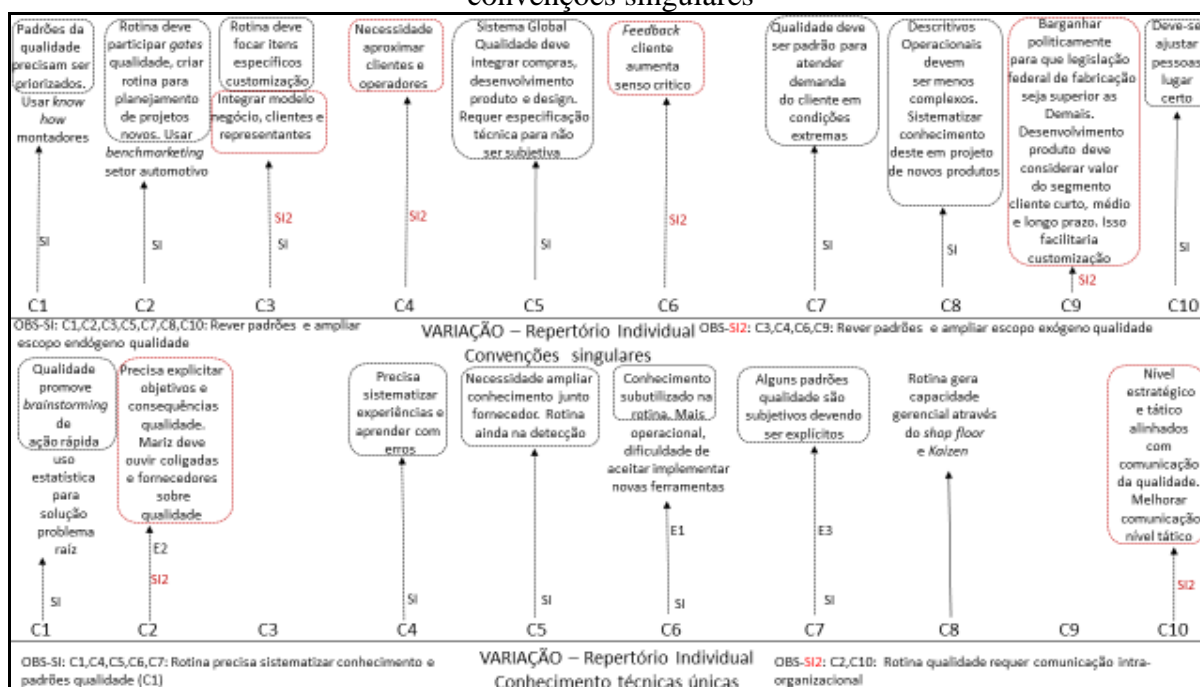 convenções singulares
Padrões da
qualidade
precisam ser
priorizados.
Usar know
how
montadores
Rotina deve
participar gates
qualidade, criar
rotina para
planejamento
de projetos
novos. Usar
benchmarketing
setor automotivo
Rotina deve
focar itens
específicos
customização
Integrar modelo
negócio, clientes e
representantes
Necessidade
aproximar
clientes e
operadores
Sistema Global
Qualidade deve
integrar compras,
desenvolvimento
produto e design.
Requer especificação
técnica para não
ser subjetiva
Feedback
cliente
aumenta
senso critico
Qualidade deve
ser padrão para
atender
demanda
do cliente em
condições
extremas
Descritivos
Operacionais
devem
ser menos
complexos.
Sistematizar
conhecimento
deste em projeto
de novos produtos
Barganhar
politicamente
para que legislação
federal de fabricação
seja superior as
Demais.
Desenvolvimento
produto deve
considerar valor
do segmento
cliente curto, médio
e longo prazo. Isso
facilitaria
customização
Deve-se
ajustar
pessoas
lugar
certo
SI
SI
SI2
SI
SI2
SI
SI2
SI
SI
SI2
SI
C1 C2 C3 C4 C5 C6 C7 C8 C9 C10
OBS-SI: C1,C2,C3,C5,C7,C8,C10: Rever padrões e ampliar
escopo endógeno qualidade
VARIAÇÃO – Repertório Individual
Convenções singulares
OBS-SI2: C3,C4,C6,C9: Rever padrões e ampliar escopo exógeno qualidade
Qualidade
promove
brainstorming
de
ação rápida
uso
estatística
para
solução
problema
raíz
Precisa explicitar
objetivos e
consequências
qualidade.
Mariz deve
ouvir coligadas
e fornecedores
sobre
qualidade
Precisa
sistematizar
experiências e
aprender com
erros
Necessidade ampliar
conhecimento junto
fornecedor. Rotina
ainda na detecção
Conhecimento
subutilizado na
rotina. Mais
operacional,
dificuldade de
aceitar implementar
novas ferramentas
Alguns padrões
qualidade são
subjetivos devendo
ser explícitos
Rotina gera
capacidade
gerencial através
do shop floor
e Kaizen
Nível
estratégico
e tático
alinhados
com
comunicação
da qualidade.
Melhorar
comunicação
nível tático
SI
E2
SI2
SI
SI
E1
SI
E3
SI
SI2
C1 C2 C3 C4 C5 C6 C7 C8 C9 C10
OBS-SI: C1,C4,C5,C6,C7: Rotina precisa sistematizar conhecimento e
padrões qualidade (C1)
VARIAÇÃO – Repertório Individual
Conhecimento técnicas únicas
OBS-SI2: C2,C10: Rotina qualidade requer comunicação intra-
organizacional